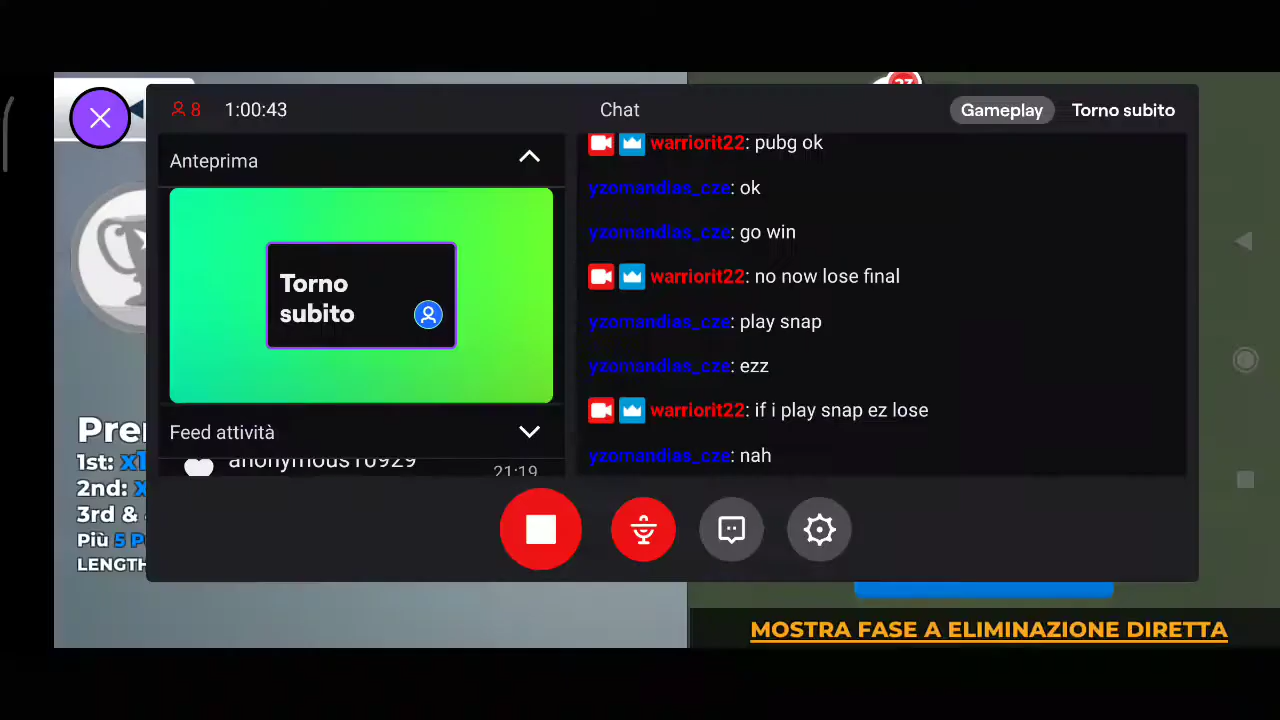 8 1:00:43
Chat
Gameplay Torno subito
Anteprima
Torno
subito
Feed attività
anonymous10929
21:19
warriorit22: pubg ok
yzomandias_cze: ok
yzomandias_cze: go win
warriorit22: no now lose final
yzomandias_cze: play snap
yzomandias_cze: ezz
warriorit22: if i play snap ez lose
yzomandias_cze: nah
1st:
2nd:
3rd &
Più 5
LENGTH
MOSTRA FASE A ELIMINAZIONE DIRETTA